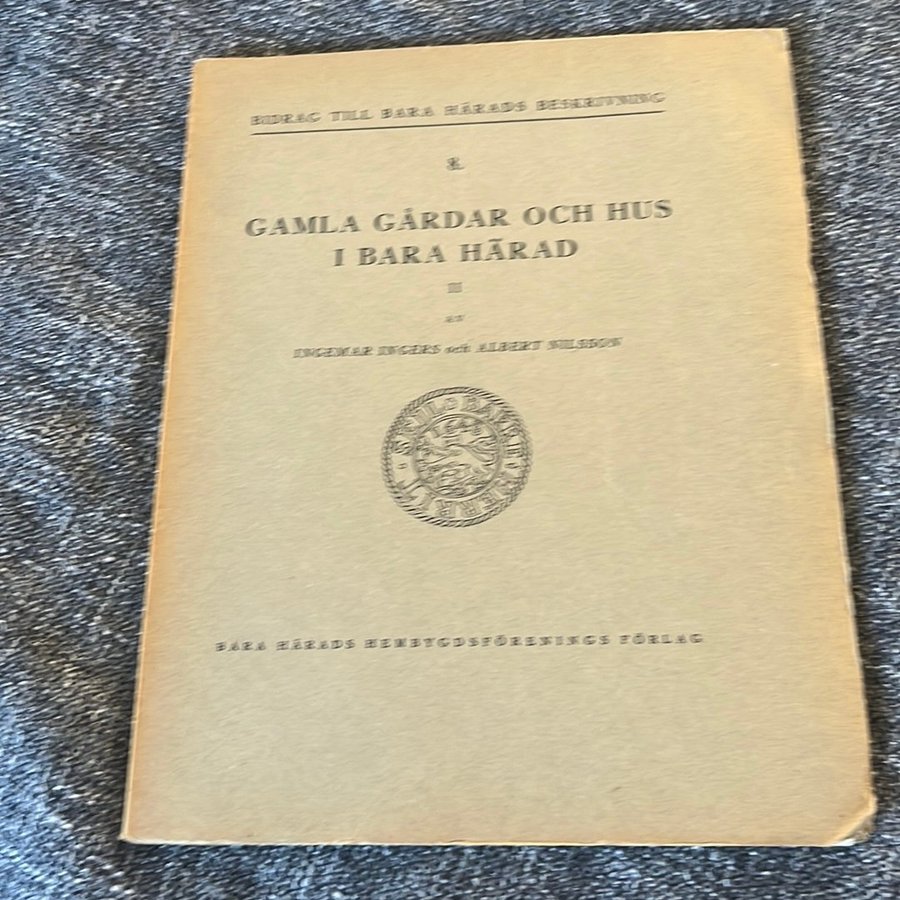 BIDRAG TILL BARA HÄRADS BESKRIVNING
8.
GAMLA GÅRDAR OCH HUS
I BARA HÄRAD
III
AV
INGEMAR INGERS och ALBERT NILSSON
BARA HÄRADS HEMBYGDSFÖRENINGS FÖRLAG